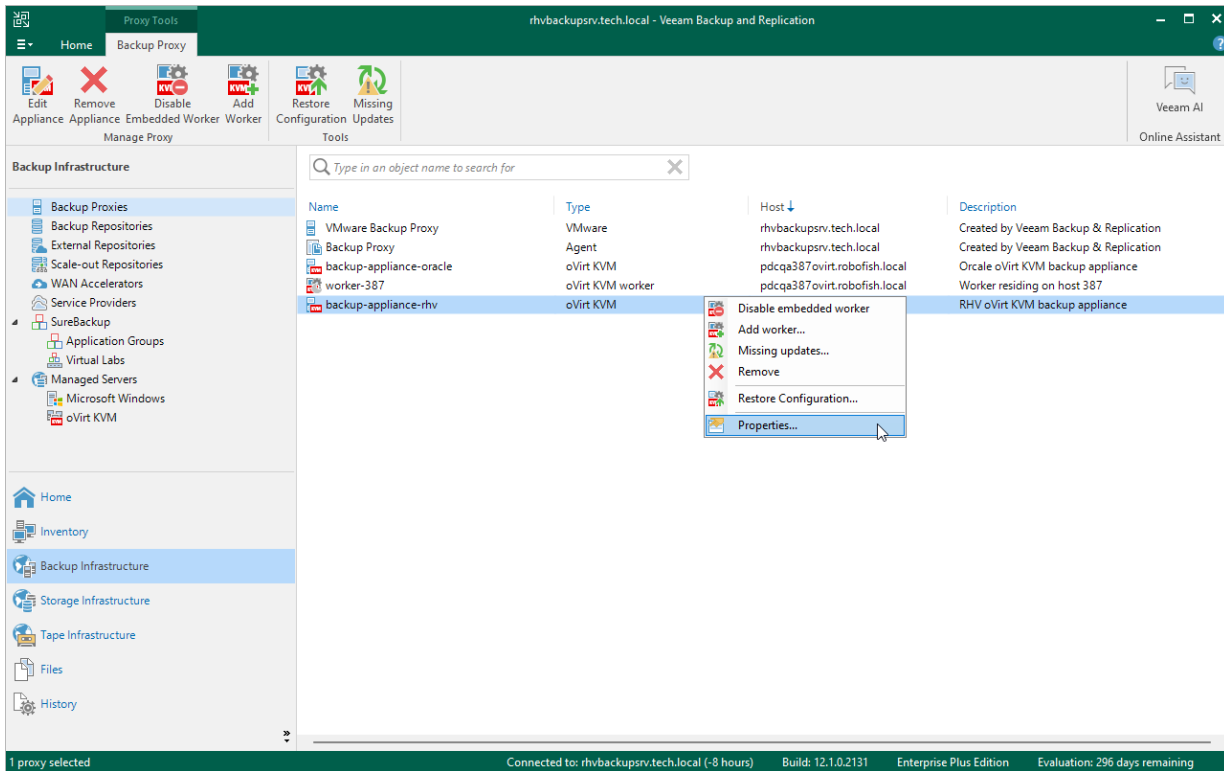 Proxy Tools
rhvbackupsrv.tech.local - Veeam Backup and Replication
Home
Backup Proxy
Edit Appliance
Remove Appliance
Disable Embedded Worker
Add Worker
Restore Configuration
Missing Updates
Veeam AI
Manage Proxy
Tools
Online Assistant
Backup Infrastructure
Backup Proxies
Backup Repositories
External Repositories
Scale-out Repositories
WAN Accelerators
Service Providers
SureBackup
Application Groups
Virtual Labs
Managed Servers
Microsoft Windows
oVirt KVM
Home
Inventory
Backup Infrastructure
Storage Infrastructure
Tape Infrastructure
Files
History
Type in an object name to search for
Name Type Host Description
VMware Backup Proxy VMware rhvbackupsrv.tech.local Created by Veeam Backup & Replication
Backup Proxy Agent rhvbackupsrv.tech.local Created by Veeam Backup & Replication
backup-appliance-oracle oVirt KVM pdcqa387ovirt.robofish.local Orcale oVirt KVM backup appliance
worker-387 oVirt KVM worker pdcqa387ovirt.robofish.local Worker residing on host 387
backup-appliance-rhv oVirt KVM RHV oVirt KVM backup appliance
Disable embedded worker
Add worker...
Missing updates...
Remove
Restore Configuration...
Properties...
1 proxy selected
Connected to: rhvbackupsrv.tech.local (-8 hours)
Build: 12.1.0.2131
Enterprise Plus Edition
Evaluation: 296 days remaining